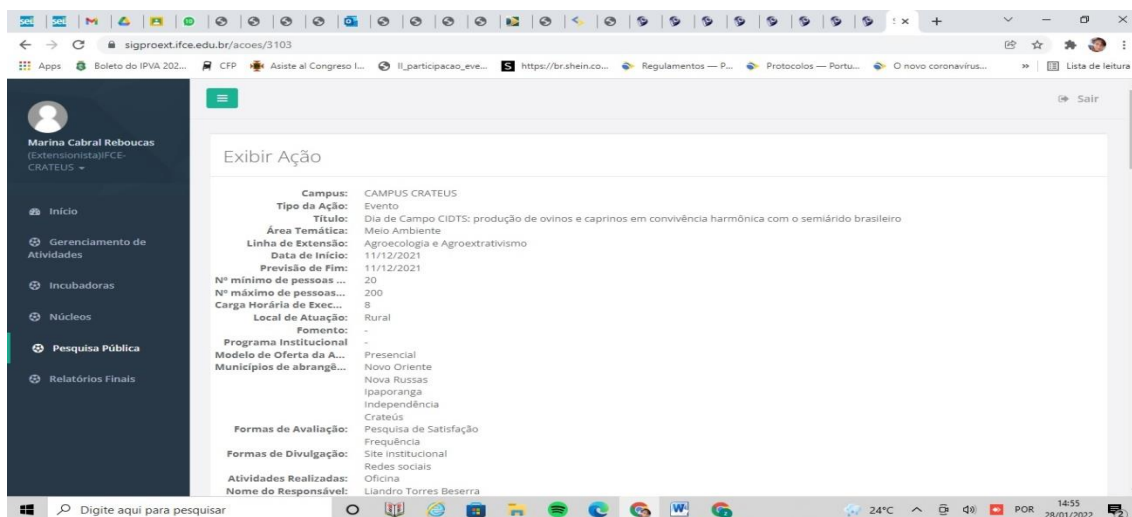 sei! sei!
sigproext.ifce.edu.br/acoes/3103
Apps Boleto do IPVA 202... CFP Asiste al Congreso I... II_participacao_eve... https://br.shein.co... Regulamentos — P... Protocolos — Portu... O novo coronavírus... » Lista de leitura
Sair
Marina Cabral Reboucas
(Extensionista)IFCE-
CRATEUS
Início
Gerenciamento de
Atividades
Incubadoras
Núcleos
Pesquisa Pública
Relatórios Finais
Exibir Ação
Campus: CAMPUS CRATEUS
Tipo da Ação: Evento
Título: Dia de Campo CIDTS: produção de ovinos e caprinos em convivência harmônica com o semiárido brasileiro
Área Temática: Meio Ambiente
Linha de Extensão: Agroecologia e Agroextrativismo
Data de Início: 11/12/2021
Previsão de Fim: 11/12/2021
Nº mínimo de pessoas ... 20
Nº máximo de pessoas... 200
Carga Horária de Exec... 8
Local de Atuação: Rural
Fomento: -
Programa Institucional -
Modelo de Oferta da A... Presencial
Municípios de abrangê... Novo Oriente
Nova Russas
Ipaporanga
Independência
Crateús
Formas de Avaliação: Pesquisa de Satisfação
Frequência
Formas de Divulgação: Site institucional
Redes sociais
Atividades Realizadas: Oficina
Nome do Responsável: Liandro Torres Beserra
Digite aqui para pesquisar
24°C POR 14:55
28/01/2022